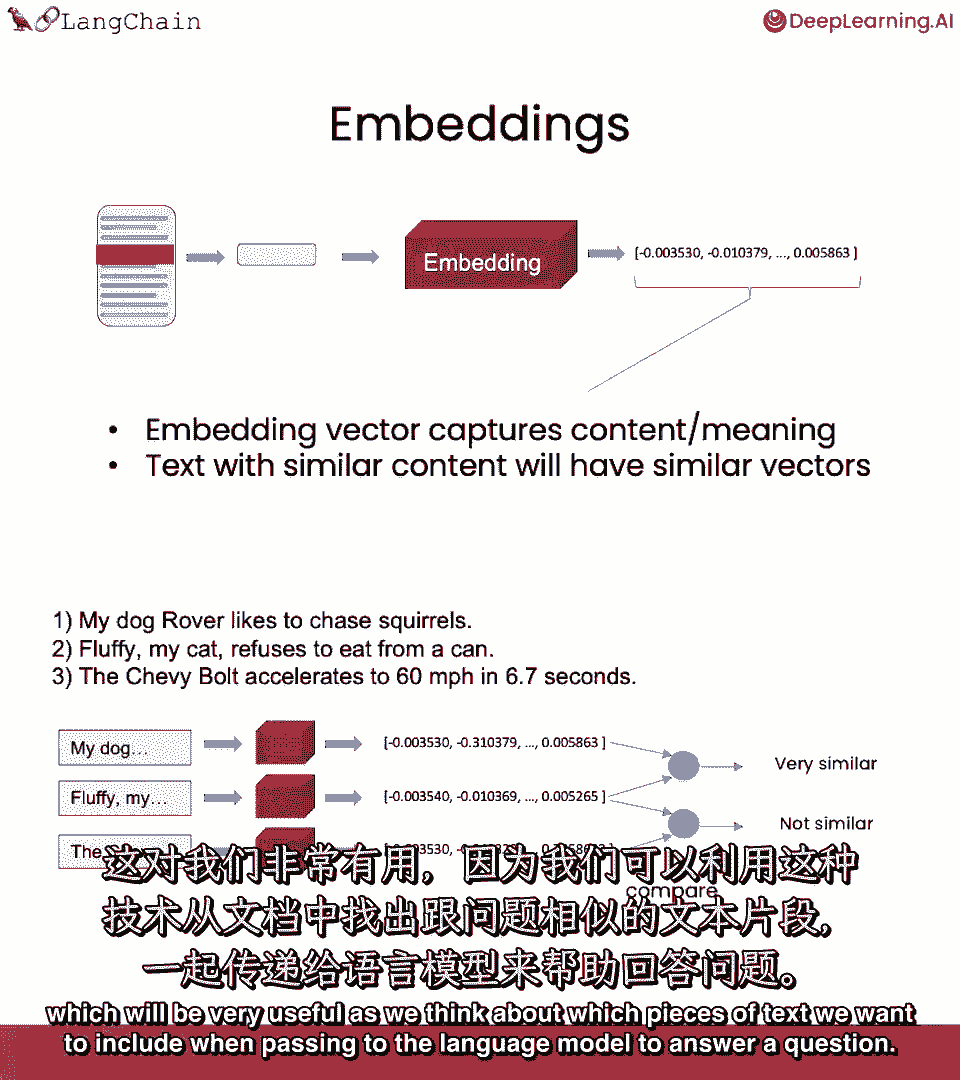 LangChain
DeepLearning.AI
Embeddings
Embedding
[-0.003530, -0.010379, ..., 0.005863 ]
• Embedding vector captures content/meaning
• Text with similar content will have similar vectors
1) My dog Rover likes to chase squirrels.
2) Fluffy, my cat, refuses to eat from a can.
3) The Chevy Bolt accelerates to 60 mph in 6.7 seconds.
My dog...
[-0.003530, -0.310379, ..., 0.005863 ]
Very similar
Fluffy, my...
[-0.003540, -0.010369, ..., 0.005265 ]
Not similar
The
compare
这对我们非常有用，因为我们可以利用这种
技术从文档中找出跟问题相似的文本片段，
一起传递给语言模型来帮助回答问题。
which will be very useful as we think about which pieces of text we want
to include when passing to the language model to answer a question.